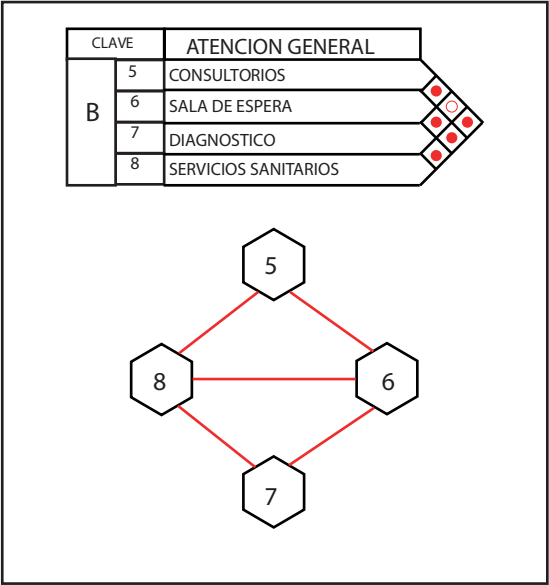 CLAVE ATENCION GENERAL
B
5 CONSULTORIOS
6 SALA DE ESPERA
7 DIAGNOSTICO
8 SERVICIOS SANITARIOS
5
8 6
7